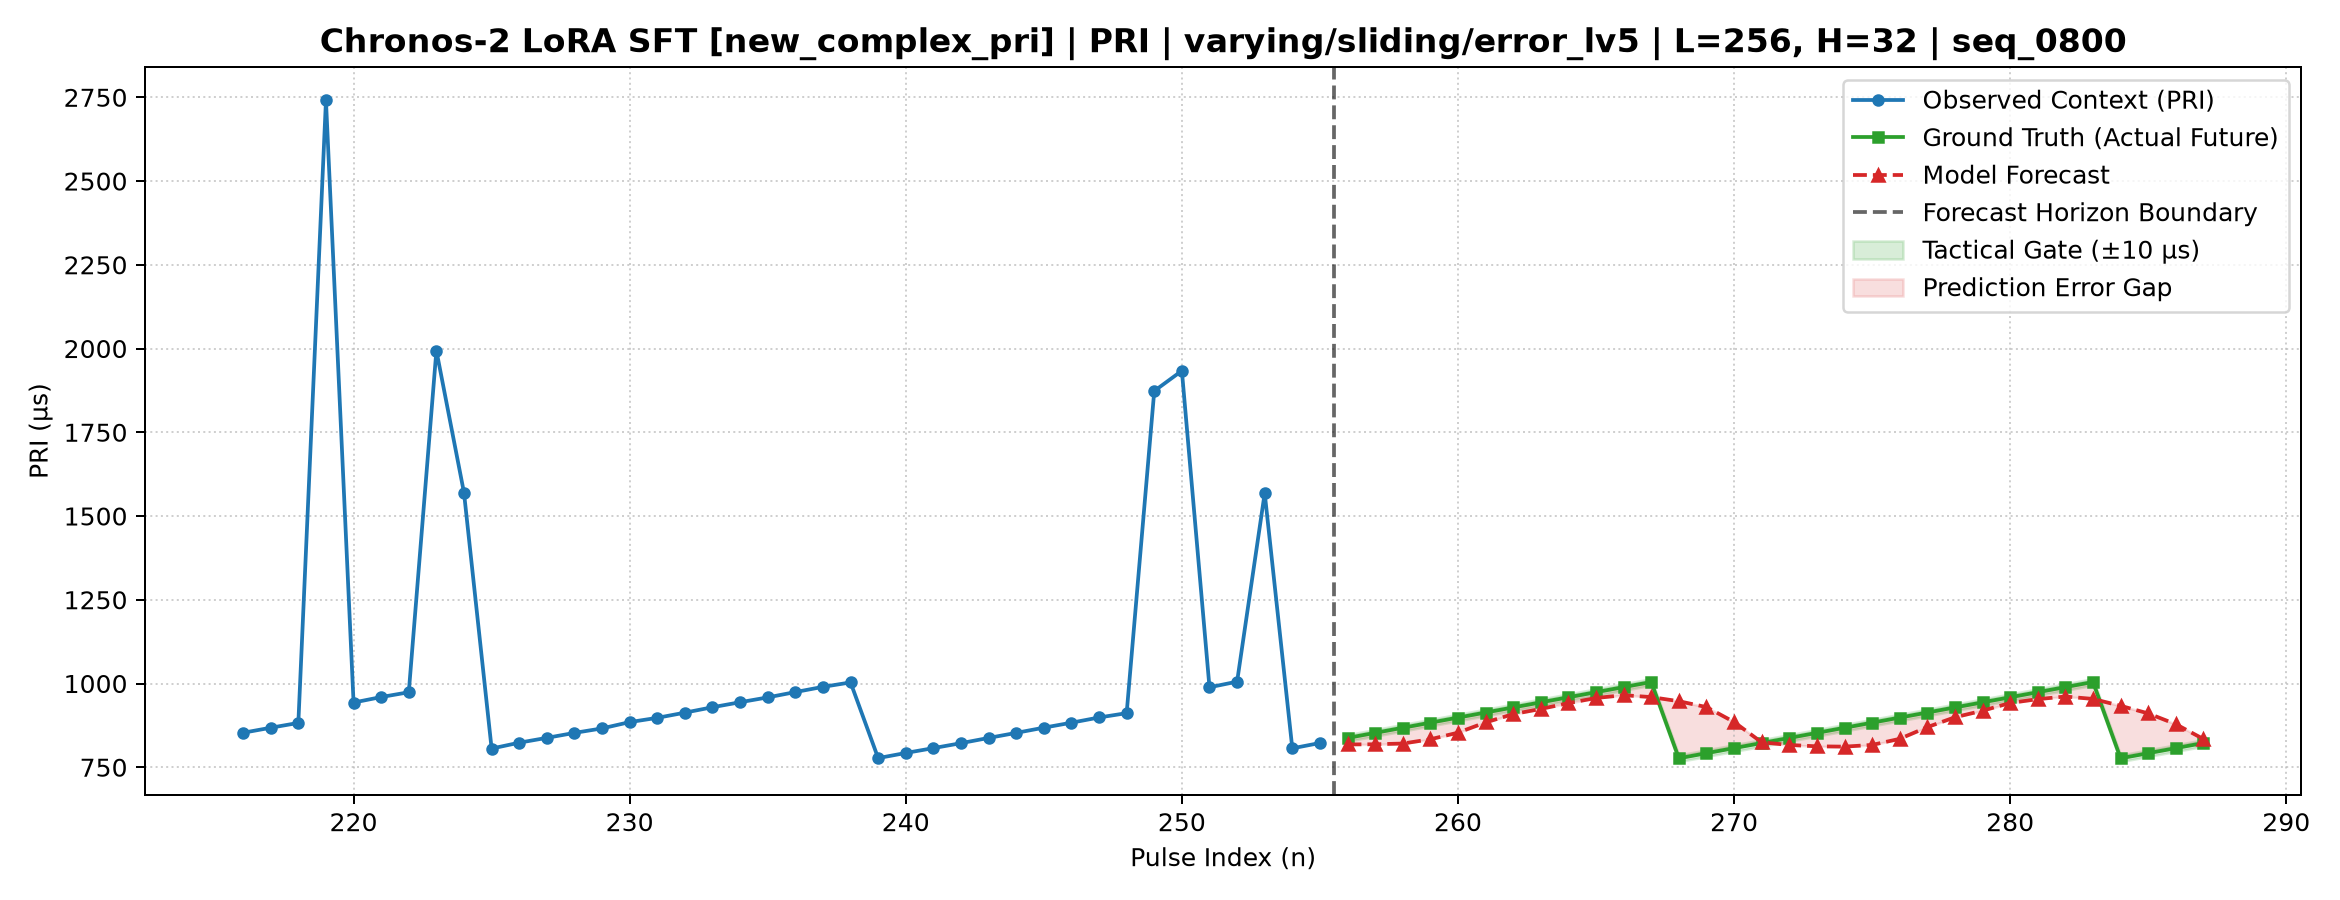 Chronos-2 LoRA SFT [new_complex_pri] | PRI | varying/sliding/error_lv5 | L=256, H=32 | seq_0800
PRI (µs)
2750
2500
2250
2000
1750
1500
1250
1000
750
Observed Context (PRI)
Ground Truth (Actual Future)
Model Forecast
Forecast Horizon Boundary
Tactical Gate (±10 µs)
Prediction Error Gap
220 230 240 250 260 270 280 290
Pulse Index (n)